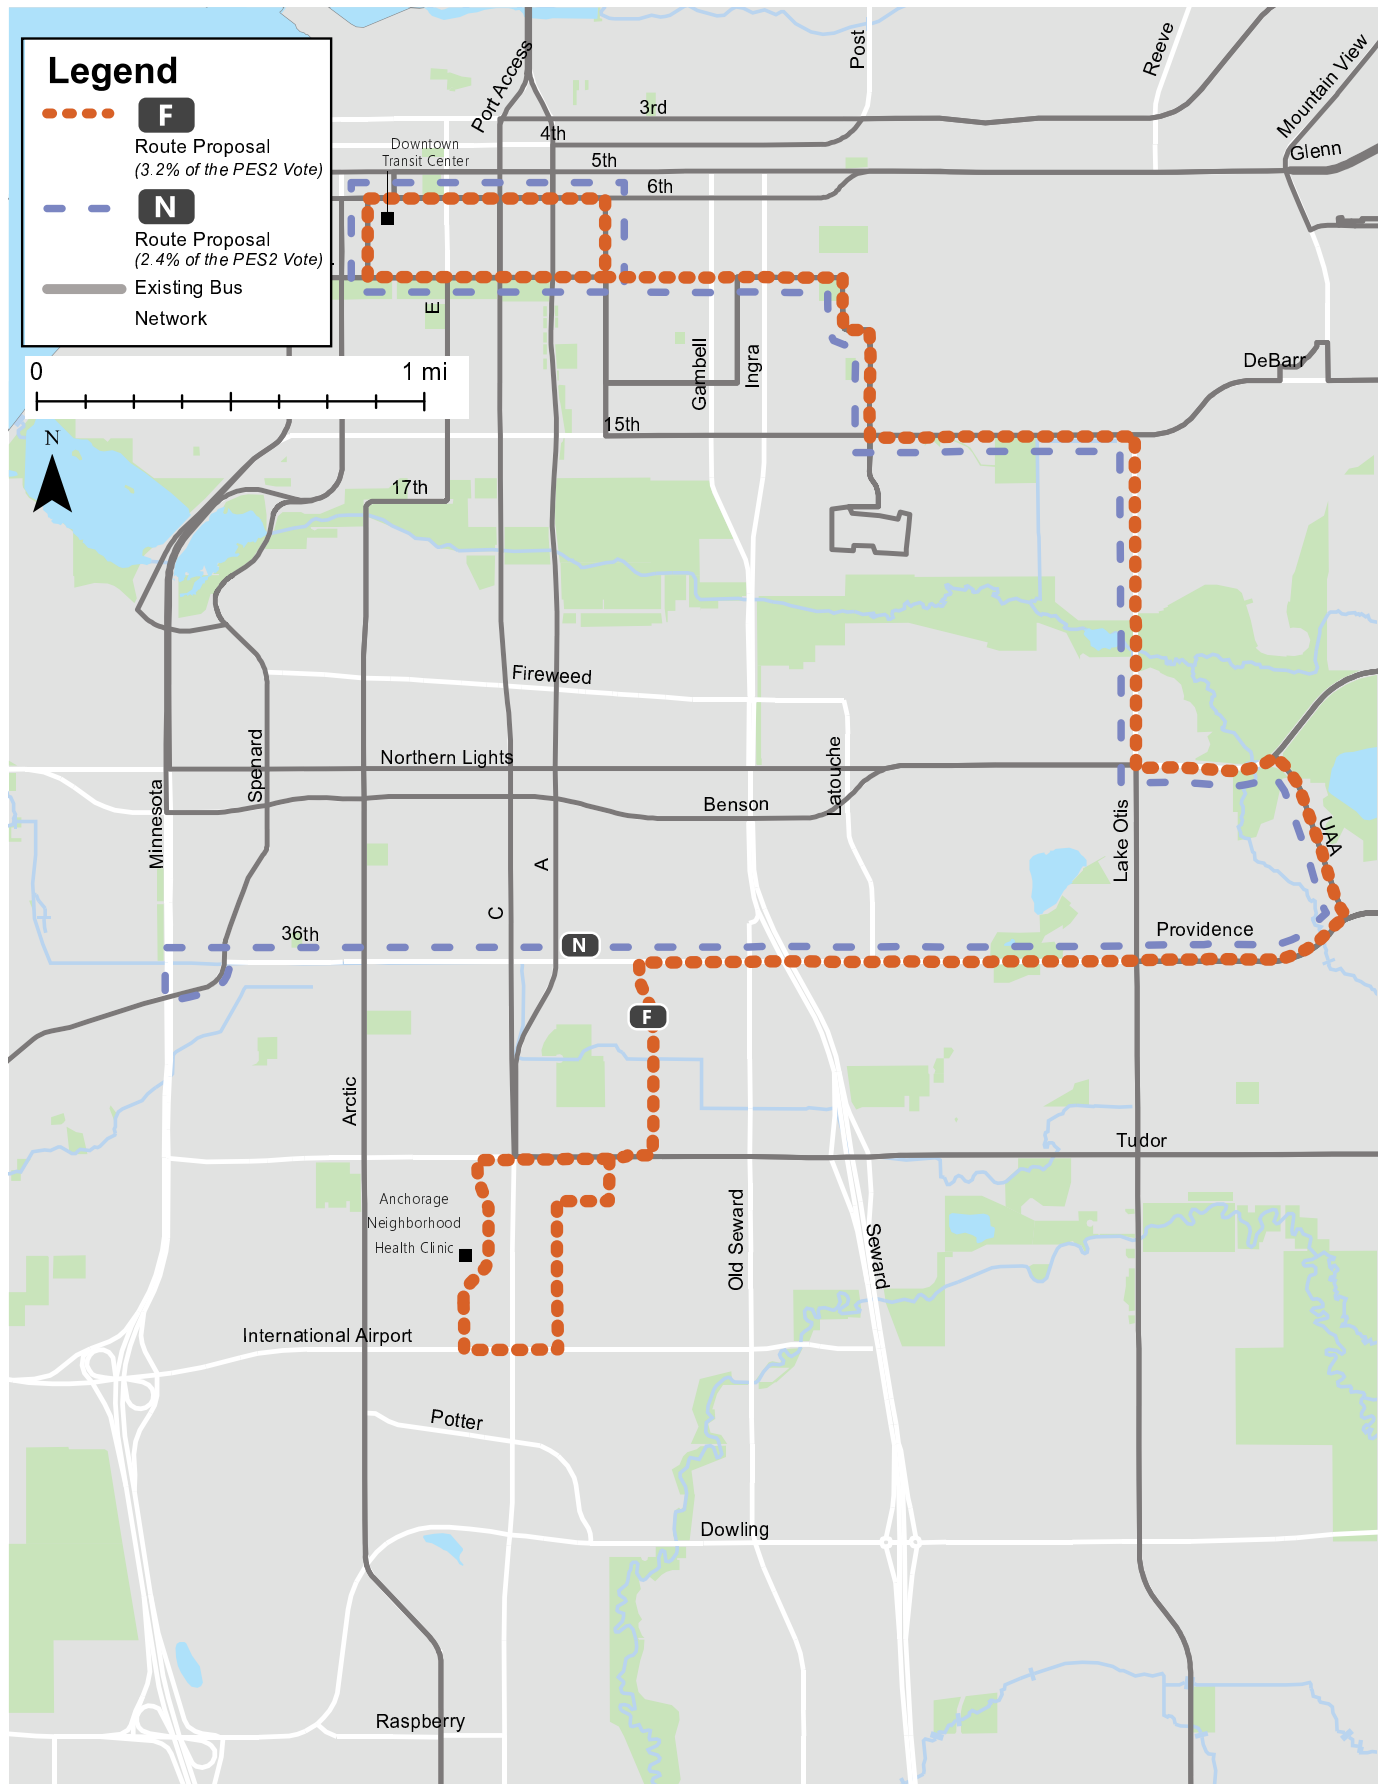 Legend
F
Route Proposal
(3.2% of the PES2 Vote)
N
Route Proposal
(2.4% of the PES2 Vote)
Existing Bus
Network
0
1 mi
N
Port Access
Post
Reeve
Mountain View
3rd
4th
Downtown
Transit Center
5th
Glenn
6th
E
Gambell
Ingra
DeBarr
15th
17th
Fireweed
Northern Lights
Spenard
Minnesota
Benson
Latouche
Lake Otis
UAA
A
C
36th
N
Providence
F
Arctic
Tudor
Anchorage
Neighborhood
Health Clinic
Old Seward
Seward
International Airport
Potter
Dowling
Raspberry